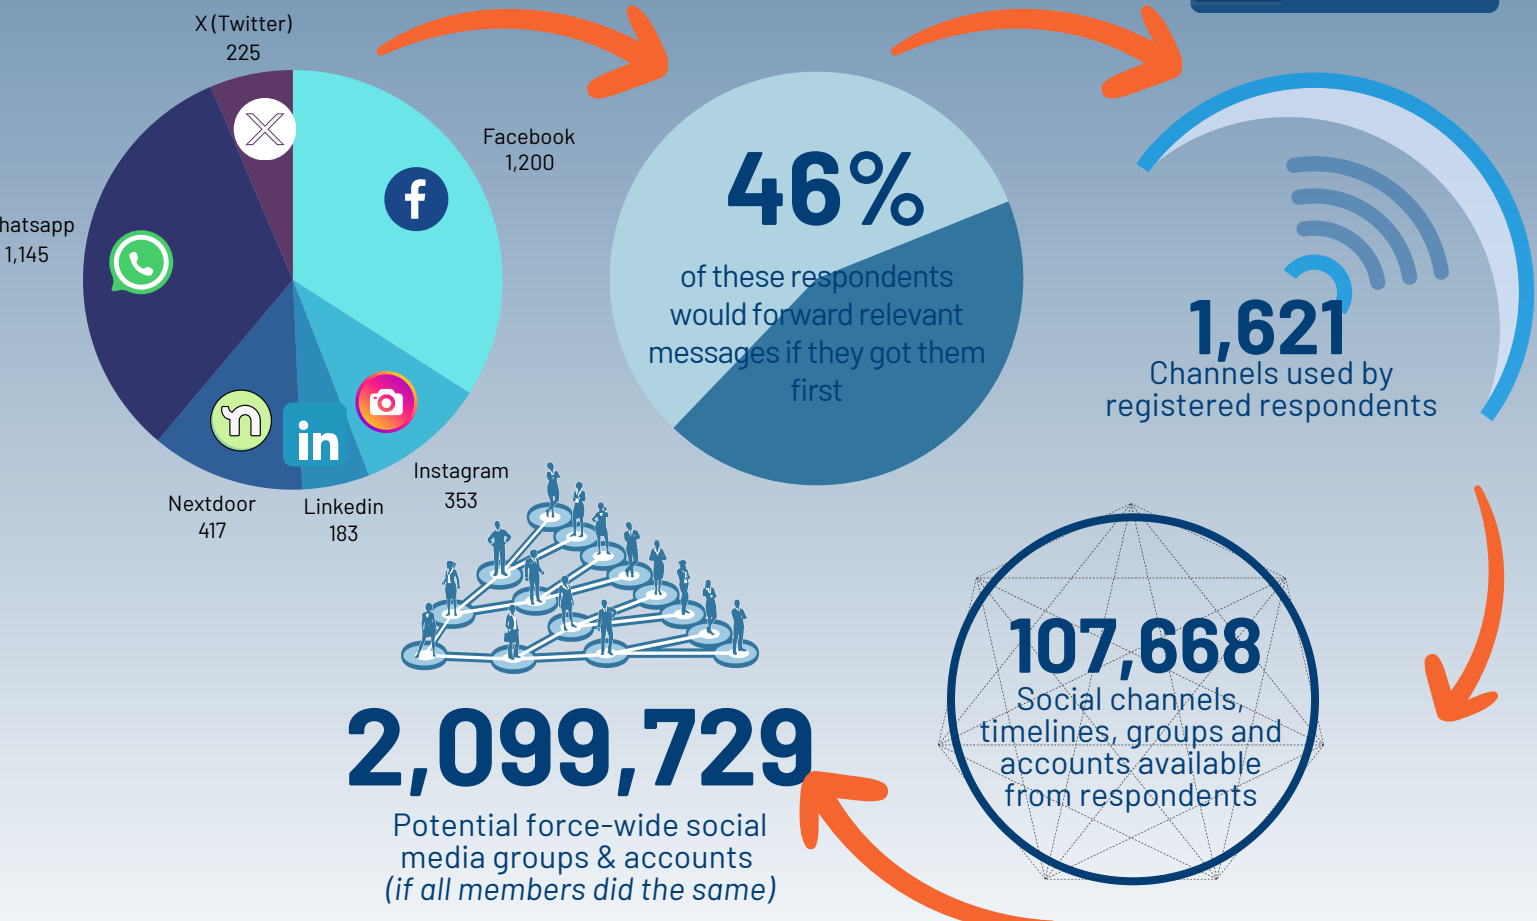 X (Twitter)
225
Facebook
1,200
hatsapp
1,145
Nextdoor
417
Linkedin
183
Instagram
353
46%
of these respondents
would forward relevant
messages if they got them
first
1,621
Channels used by
registered respondents
107,668
Social channels,
timelines, groups and
accounts available
from respondents
2,099,729
Potential force-wide social
media groups & accounts
(if all members did the same)